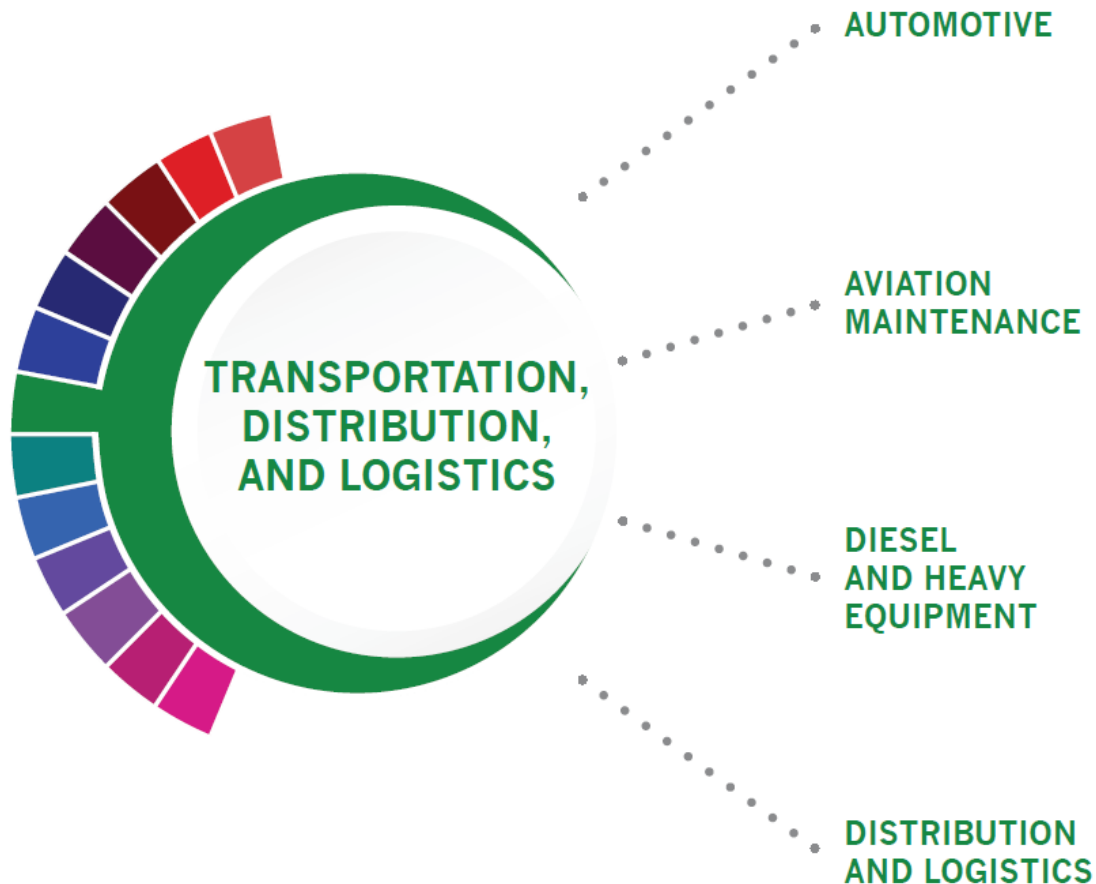 TRANSPORTATION,
DISTRIBUTION,
AND LOGISTICS
AUTOMOTIVE
AVIATION
MAINTENANCE
DIESEL
AND HEAVY
EQUIPMENT
DISTRIBUTION
AND LOGISTICS